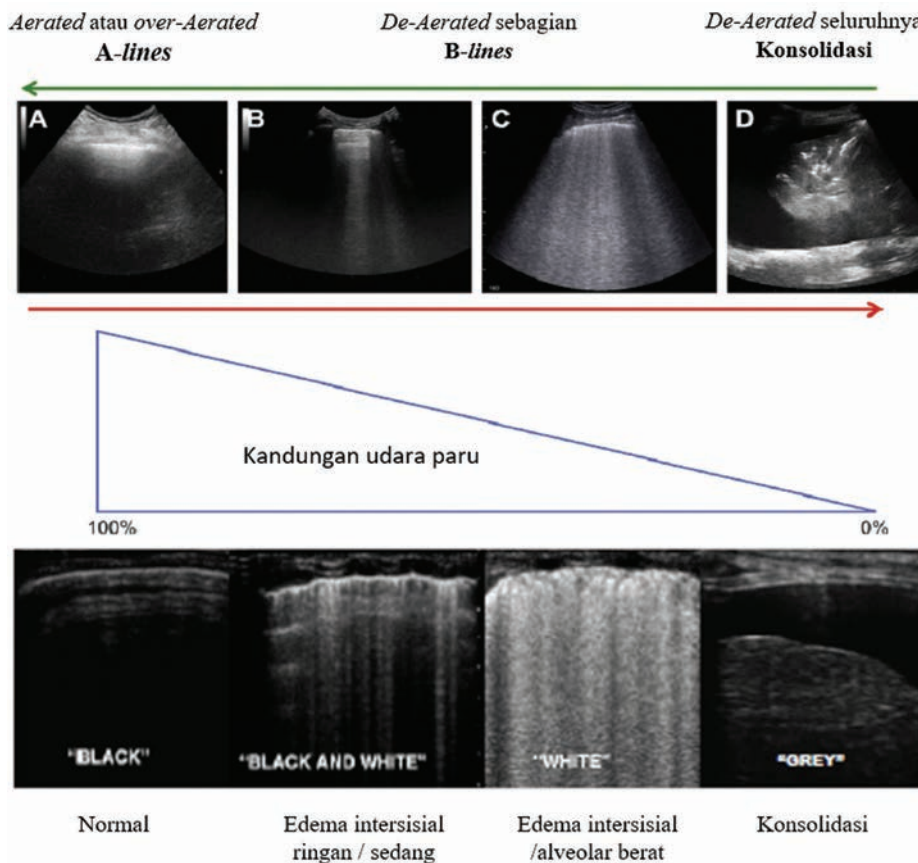 Aerated atau over-Aerated
A-lines
De-Aerated sebagian
B-lines
De-Aerated seluruhnya
Konsolidasi
A
B
C
D
Kandungan udara paru
100%
0%
"BLACK"
"BLACK AND WHITE"
"WHITE"
"GREY"
Normal
Edema intersisial
ringan / sedang
Edema intersisial
/alveolar berat
Konsolidasi